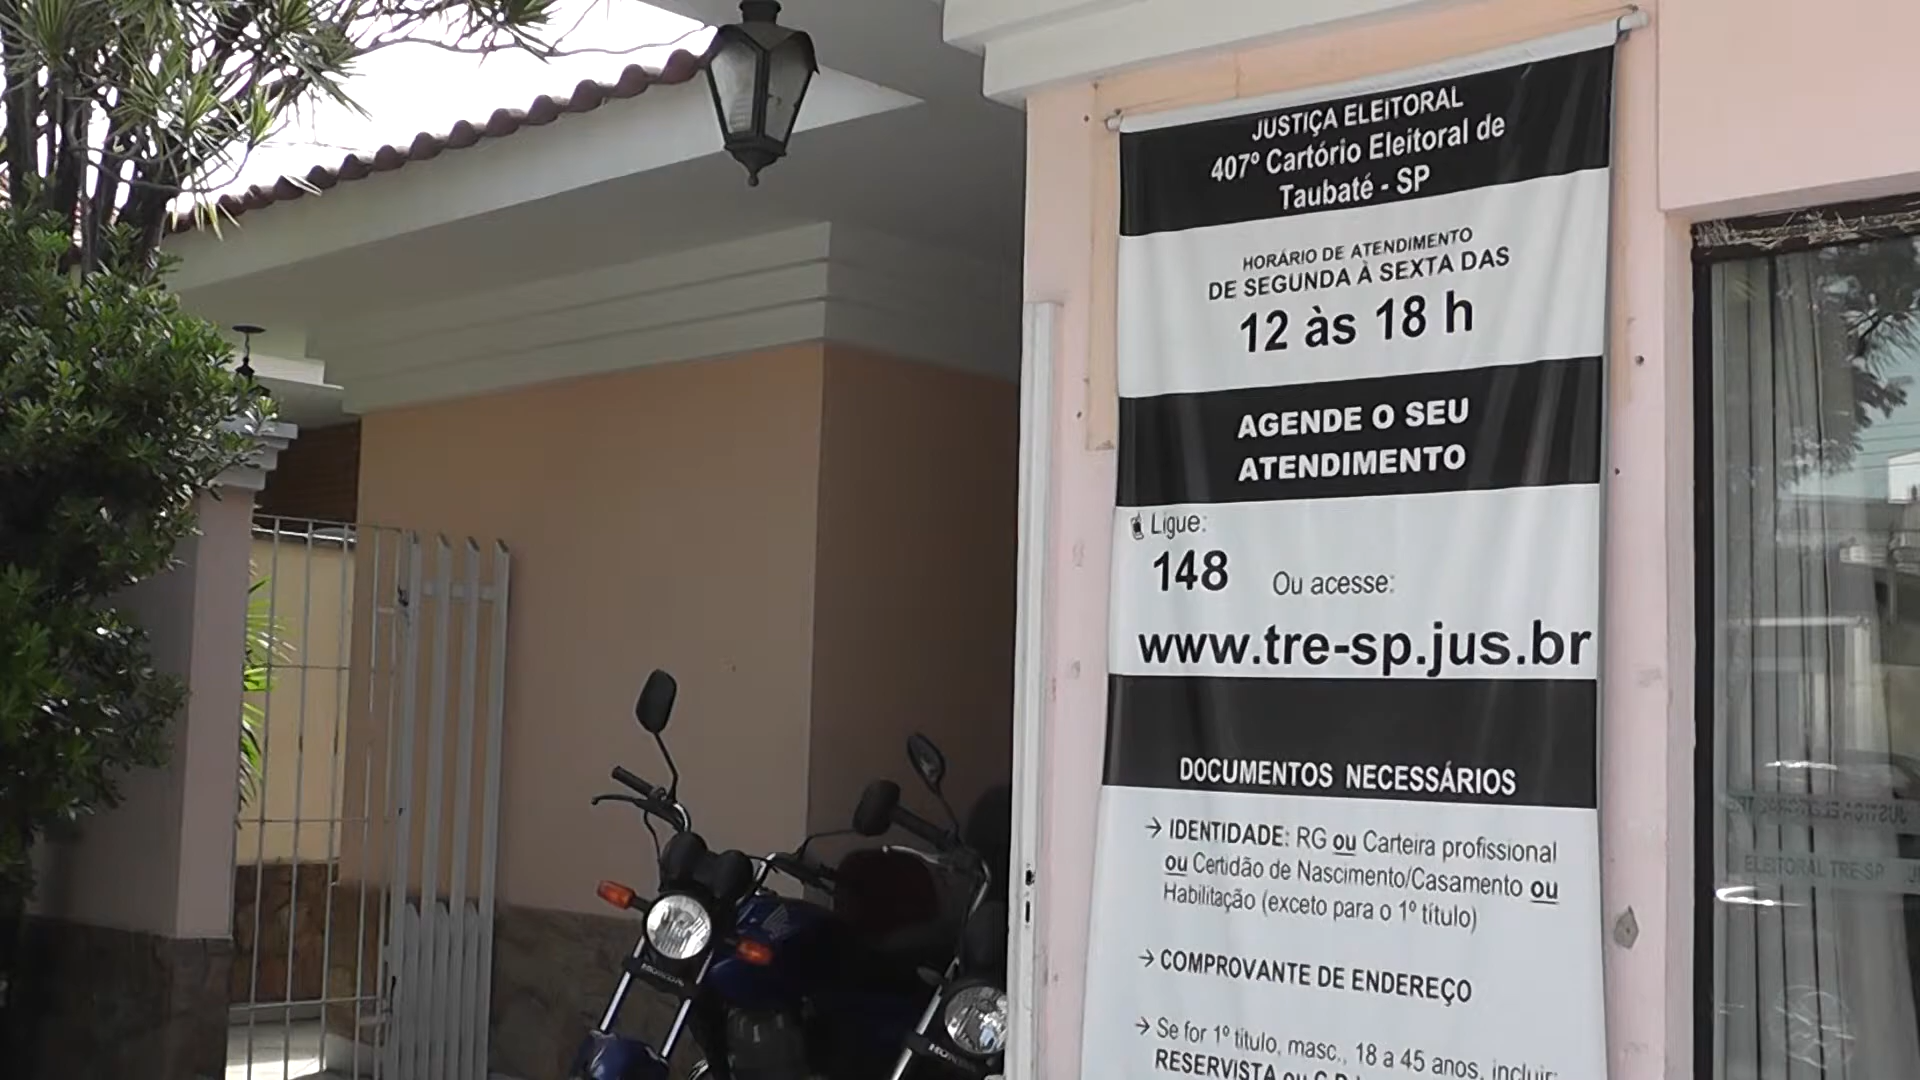 JUSTIÇA ELEITORAL
407º Cartório Eleitoral de
Taubaté - SP
HORÁRIO DE ATENDIMENTO
DE SEGUNDA À SEXTA DAS
12 às 18 h
AGENDE O SEU
ATENDIMENTO
Ligue:
148 Ou acesse:
www.tre-sp.jus.br
DOCUMENTOS NECESSÁRIOS
→ IDENTIDADE: RG ou Carteira profissional
ou Certidão de Nascimento/Casamento ou
Habilitação (exceto para o 1º título)
→ COMPROVANTE DE ENDEREÇO
→ Se for 1º título, masc., 18 a 45 anos, incluir:
RESERVISTA ou
HONDA
ELEITORAL TRE-SP